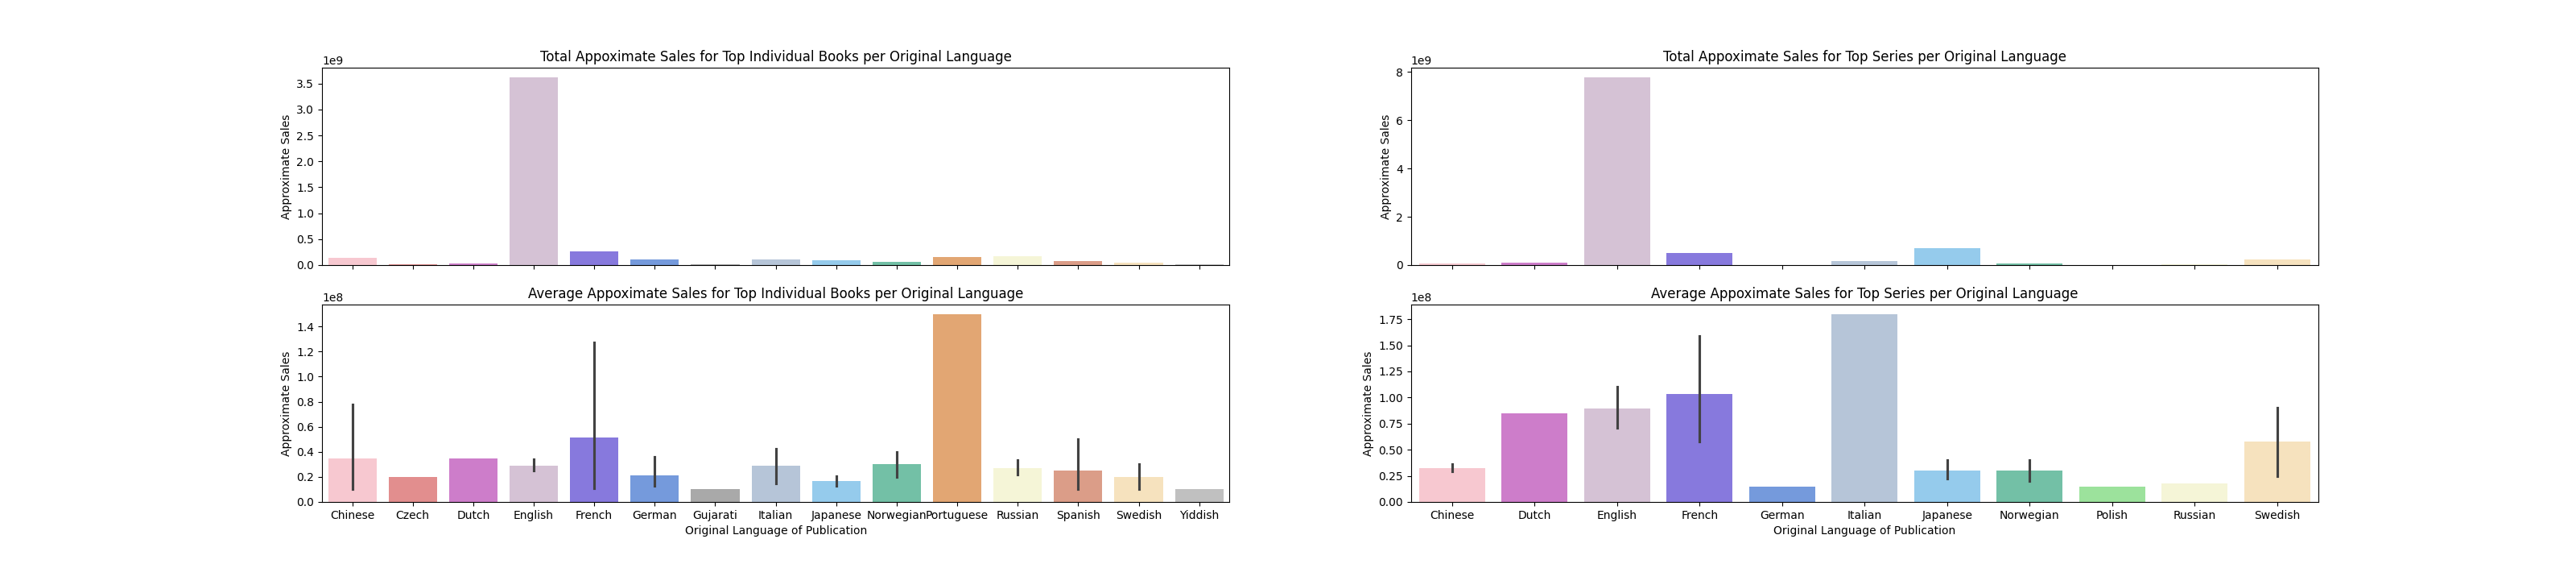 Total Appoximate Sales for Top Individual Books per Original Language
1e9
3.5
3.0
2.5
2.0
1.5
1.0
0.5
0.0
Approximate Sales
Total Appoximate Sales for Top Series per Original Language
1e9
8
6
4
2
0
Approximate Sales
Average Appoximate Sales for Top Individual Books per Original Language
1e8
1.4
1.2
1.0
0.8
0.6
0.4
0.2
0.0
Approximate Sales
Chinese Czech Dutch English French German Gujarati Italian Japanese Norwegian Portuguese Russian Spanish Swedish Yiddish
Original Language of Publication
Average Appoximate Sales for Top Series per Original Language
1e8
1.75
1.50
1.25
1.00
0.75
0.50
0.25
0.00
Approximate Sales
Chinese Dutch English French German Italian Japanese Norwegian Polish Russian Swedish
Original Language of Publication